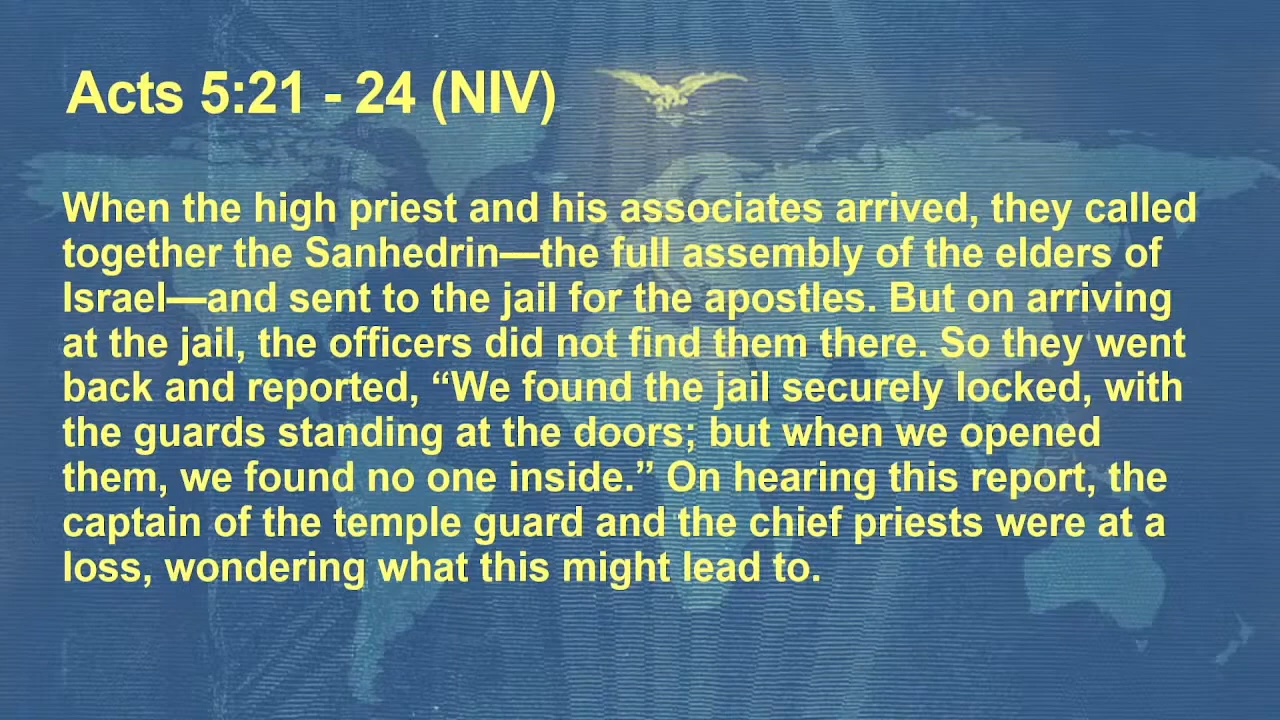 Acts 5:21 - 24 (NIV)
When the high priest and his associates arrived, they called
together the Sanhedrin—the full assembly of the elders of
Israel—and sent to the jail for the apostles. But on arriving
at the jail, the officers did not find them there. So they went
back and reported, “We found the jail securely locked, with
the guards standing at the doors; but when we opened
them, we found no one inside.” On hearing this report, the
captain of the temple guard and the chief priests were at a
loss, wondering what this might lead to.